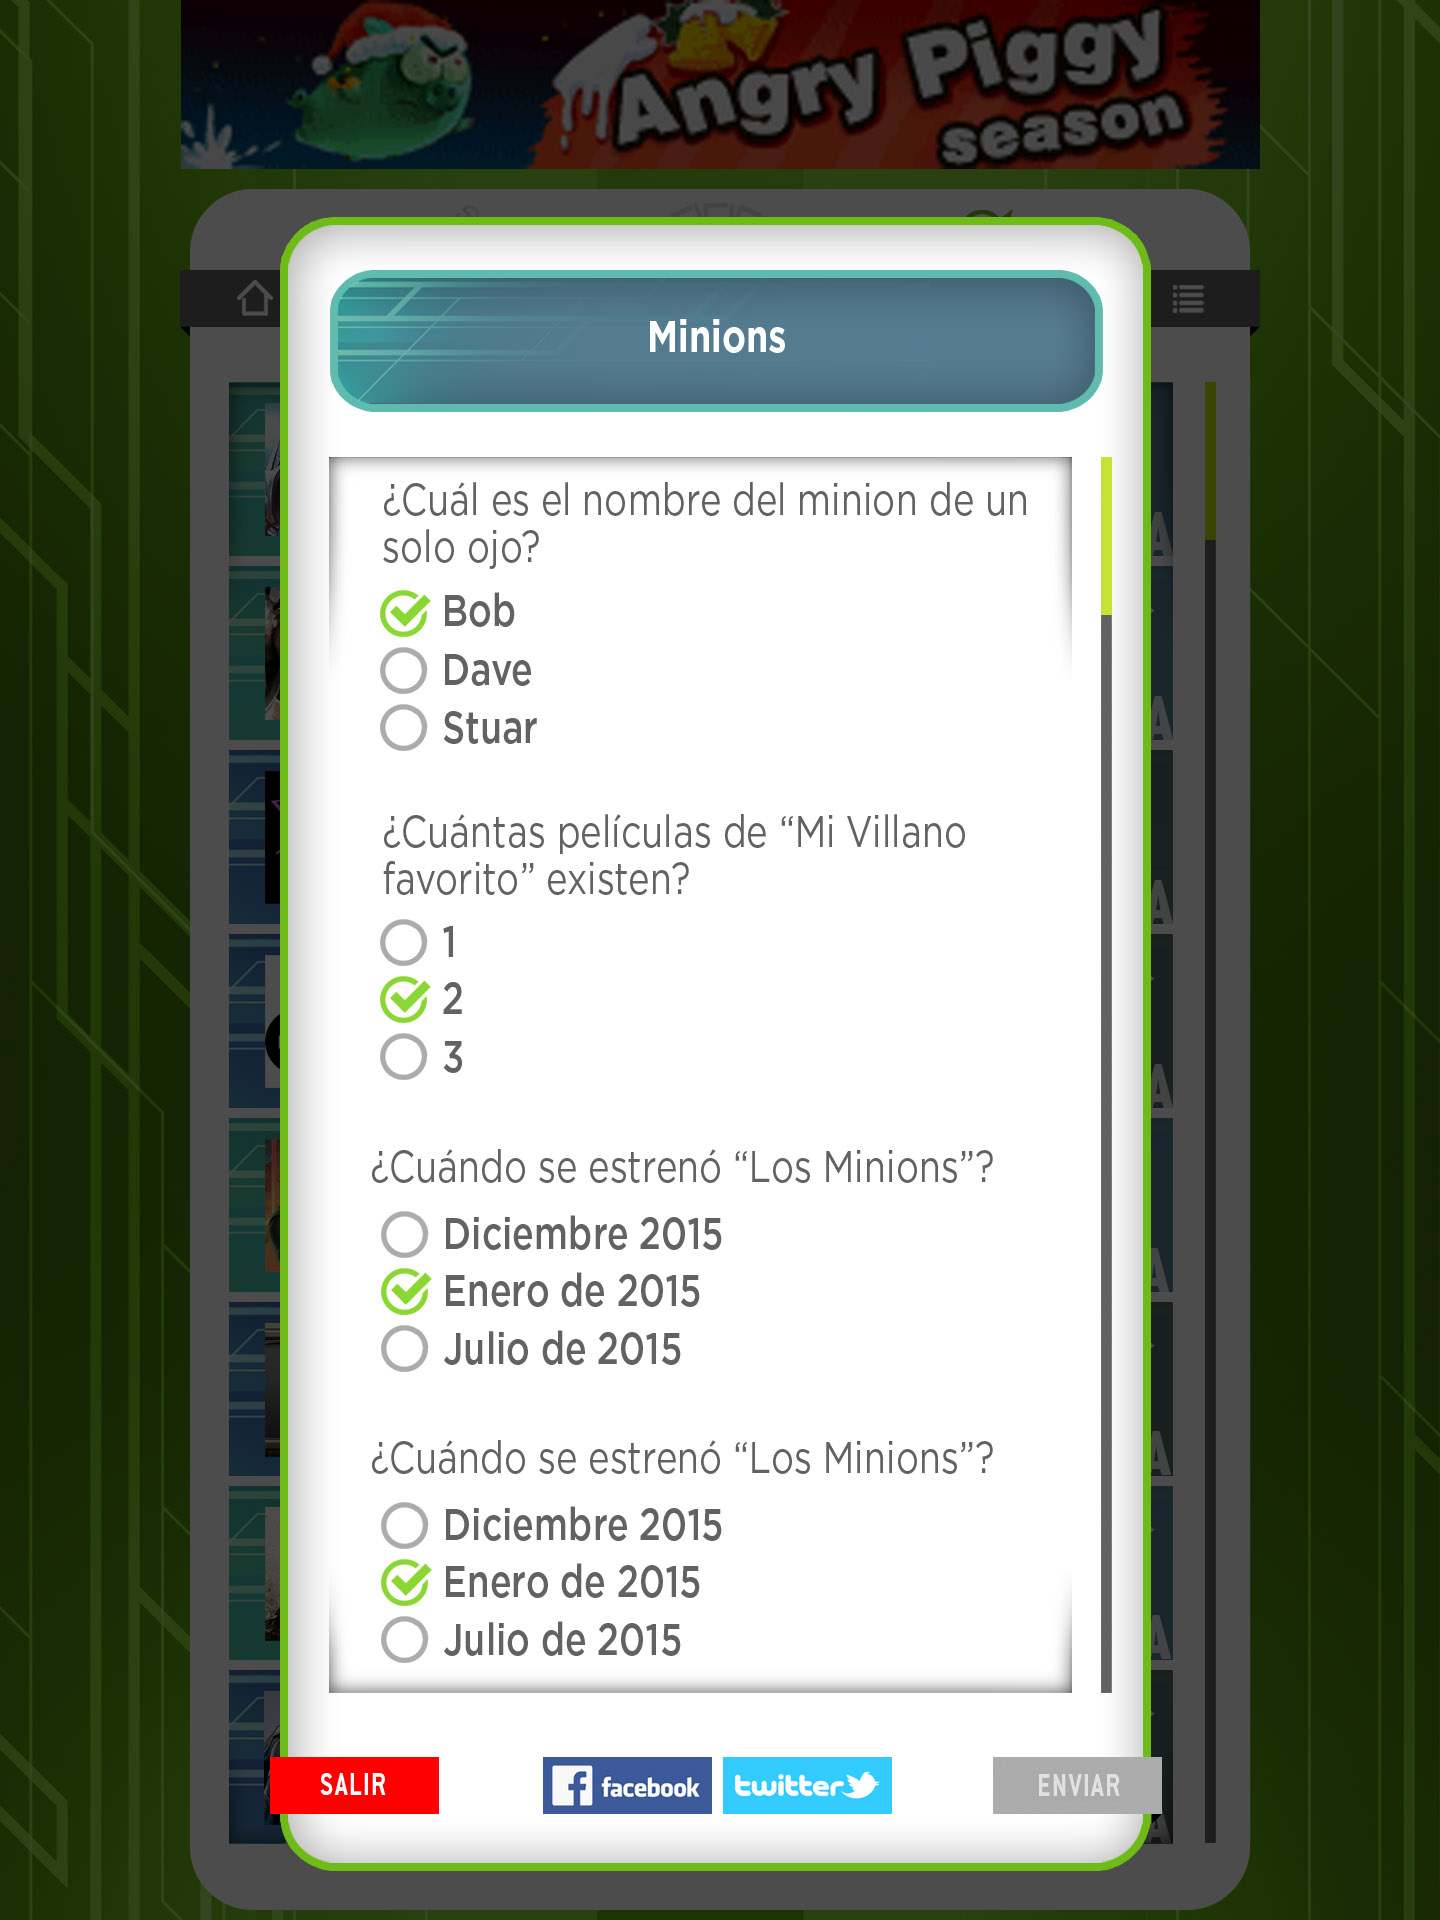 Angry Piggy
season
Minions
¿Cuál es el nombre del minion de un
solo ojo?
Bob
Dave
Stuar
¿Cuántas películas de “Mi Villano
favorito” existen?
1
2
3
¿Cuándo se estrenó “Los Minions”?
Diciembre 2015
Enero de 2015
Julio de 2015
¿Cuándo se estrenó “Los Minions”?
Diciembre 2015
Enero de 2015
Julio de 2015
SALIR
facebook
twitter
ENVIAR